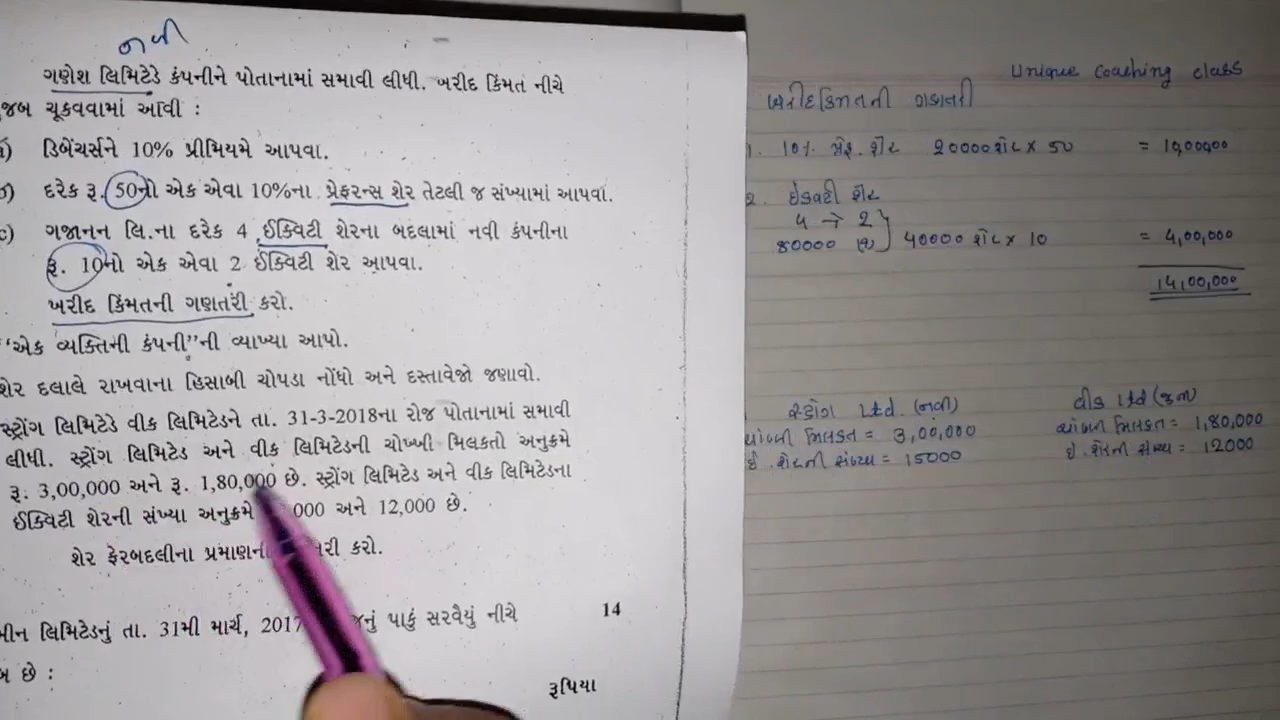 નવી
ગણેશ લિમિટેડે કંપનીને પોતાનામાં સમાવી લીધી. ખરીદ કિંમત નીચે
જબ ચૂકવવામાં આવી :
ડિબેંચર્સને 10% પ્રીમિયમે આપવા.
દરેક રૂ. 50નો એક એવા 10%ના પ્રેફરન્સ શેર તેટલી જ સંખ્યામાં આપવા.
c) ગજાનન લિ.ના દરેક 4 ઈક્વિટી શેરના બદલામાં નવી કંપનીના
રૂ. 10નો એક એવા 2 ઈક્વિટી શેર આપવા.
ખરીદ કિંમતની ગણતરી કરો.
“એક વ્યક્તિની કંપની”ની વ્યાખ્યા આપો.
શેર દલાલે રાખવાના હિસાબી ચોપડા નોંધો અને દસ્તાવેજો જણાવો.
સ્ટ્રોંગ લિમિટેડે વીક લિમિટેડને તા. 31-3-2018ના રોજ પોતાનામાં સમાવી
લીધી. સ્ટ્રોંગ લિમિટેડ અને વીક લિમિટેડની ચોખ્ખી મિલકતો અનુક્રમે
રૂ. 3,00,000 અને રૂ. 1,80,000 છે. સ્ટ્રોંગ લિમિટેડ અને વીક લિમિટેડના
ઈક્વિટી શેરની સંખ્યા અનુક્રમે 000 અને 12,000 છે.
શેર ફેરબદલીના પ્રમાણની તરી કરો.
14
મીન લિમિટેડનું તા. 31મી માર્ચ, 2017 જનું પાકું સરવૈયું નીચે
બ છે :
રૂપિયા
Unique Coaching class
ખરીદકિંમતની ગણતરી
1. 10% પ્રેફ. શેર 20000 શેર × 50 = 10,00,000
2. ઈક્વિટી શેર
4 → 2
80000 (?) 40000 શેર × 10 = 4,00,000
14,00,000
સ્ટ્રોંગ Ltd. (નવી)
ચોખ્ખી મિલકત = 3,00,000
ઈ. શેરની સંખ્યા = 15000
વીક Ltd (જુની)
ચોખ્ખી મિલકત = 1,80,000
ઈ. શેરની સંખ્યા = 12000